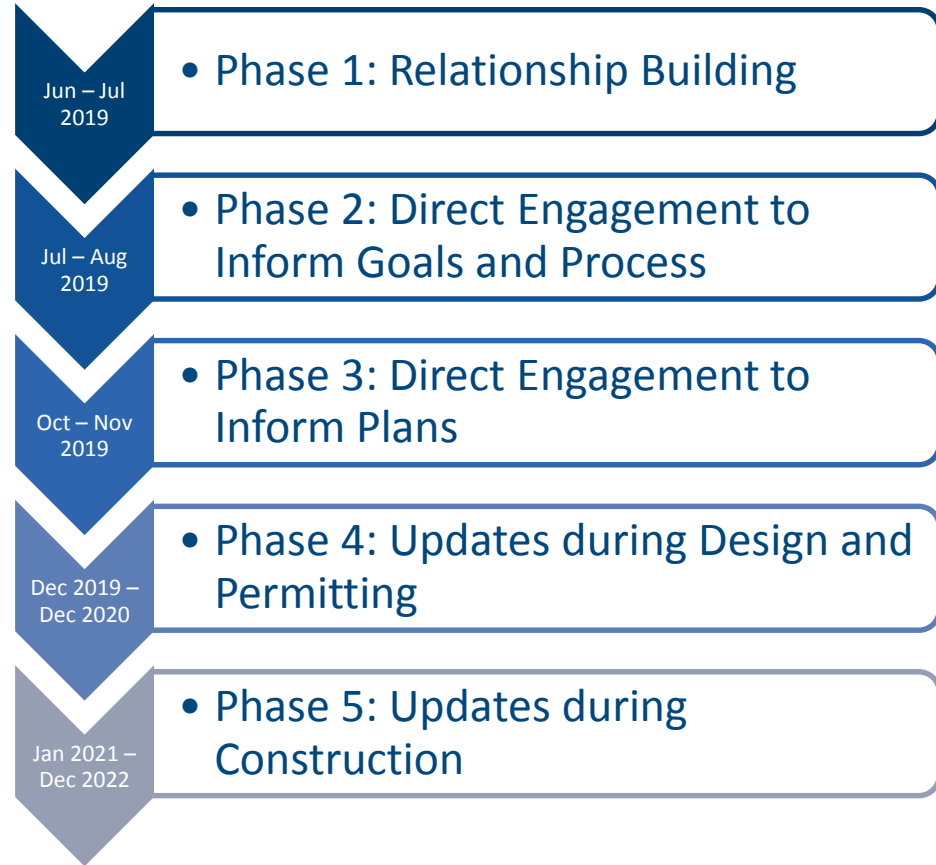 Jun – Jul
2019
• Phase 1: Relationship Building
Jul – Aug
2019
• Phase 2: Direct Engagement to
Inform Goals and Process
Oct – Nov
2019
• Phase 3: Direct Engagement to
Inform Plans
Dec 2019 –
Dec 2020
• Phase 4: Updates during Design and
Permitting
Jan 2021 –
Dec 2022
• Phase 5: Updates during
Construction